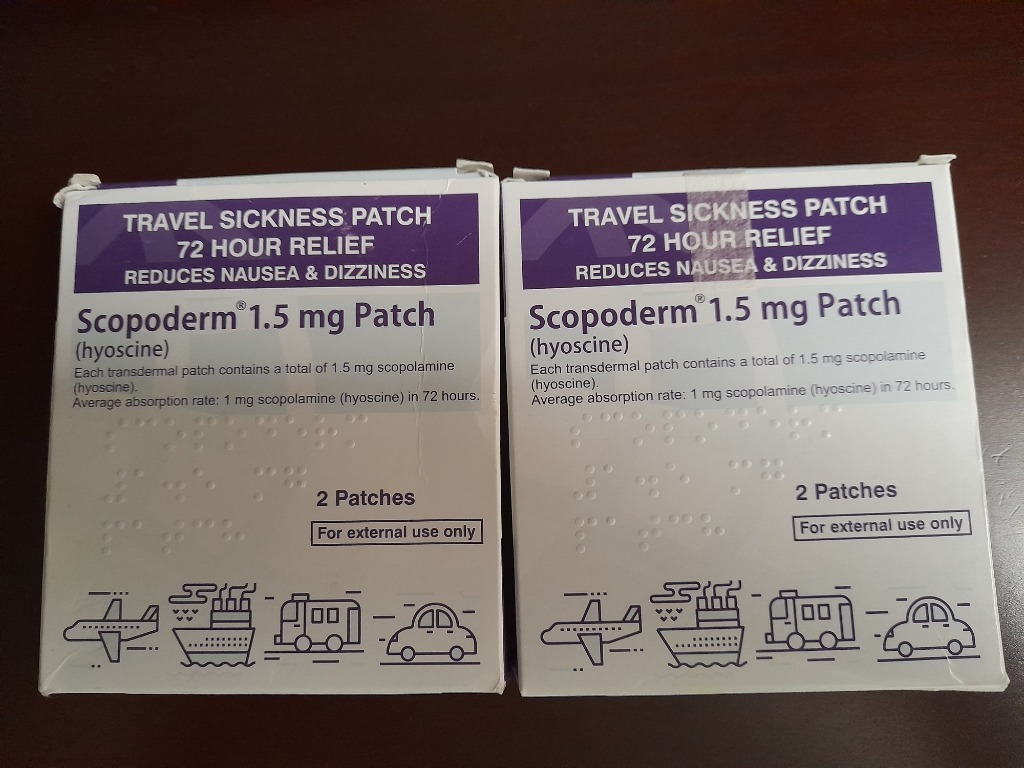 TRAVEL SICKNESS PATCH
72 HOUR RELIEF
REDUCES NAUSEA & DIZZINESS
Scopoderm® 1.5 mg Patch
(hyoscine)
Each transdermal patch contains a total of 1.5 mg scopolamine
(hyoscine).
Average absorption rate: 1 mg scopolamine (hyoscine) in 72 hours.
2 Patches
For external use only
TRAVEL SICKNESS PATCH
72 HOUR RELIEF
REDUCES NAUSEA & DIZZINESS
Scopoderm® 1.5 mg Patch
(hyoscine)
Each transdermal patch contains a total of 1.5 mg scopolamine
(hyoscine).
Average absorption rate: 1 mg scopolamine (hyoscine) in 72 hours.
2 Patches
For external use only